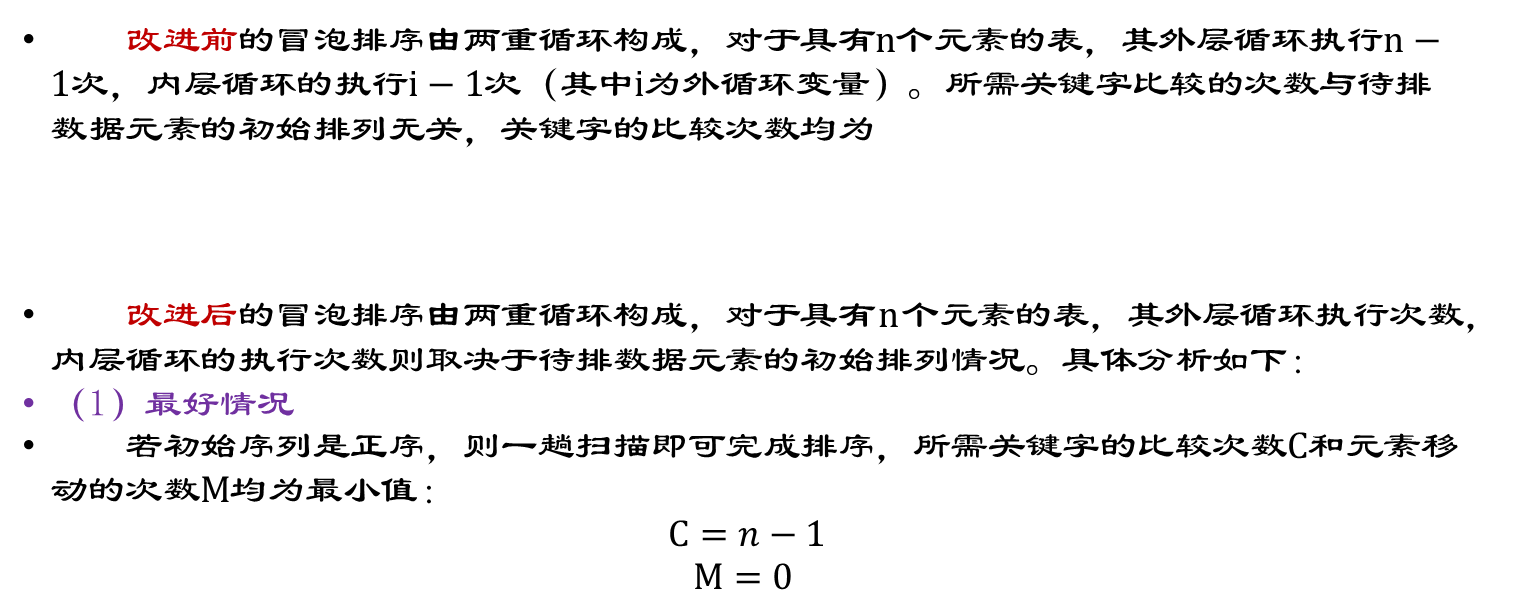 • 改进前的冒泡排序由两重循环构成，对于具有n个元素的表，其外层循环执行n −
1次，内层循环的执行i − 1次（其中i为外循环变量）。所需关键字比较的次数与待排
数据元素的初始排列无关，关键字的比较次数均为
• 改进后的冒泡排序由两重循环构成，对于具有n个元素的表，其外层循环执行次数，
内层循环的执行次数则取决于待排数据元素的初始排列情况。具体分析如下：
• （1）最好情况
• 若初始序列是正序，则一趟扫描即可完成排序，所需关键字的比较次数C和元素移
动的次数M均为最小值：
C = n − 1
M = 0